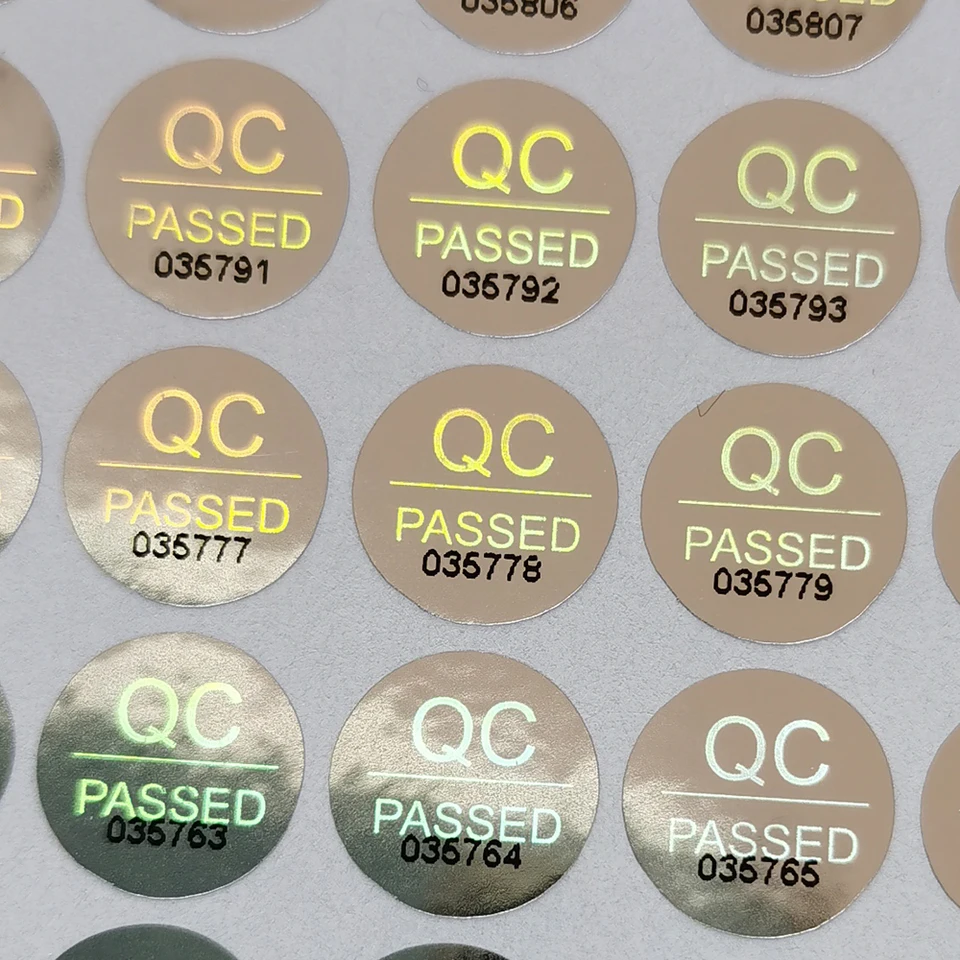 035806
035807
D
QC
PASSED
035791
QC
PASSED
035792
QC
PASSED
035793
QC
PASSED
035777
QC
PASSED
035778
QC
PASSED
035779
QC
PASSED
035763
QC
PASSED
035764
QC
PASSED
035765